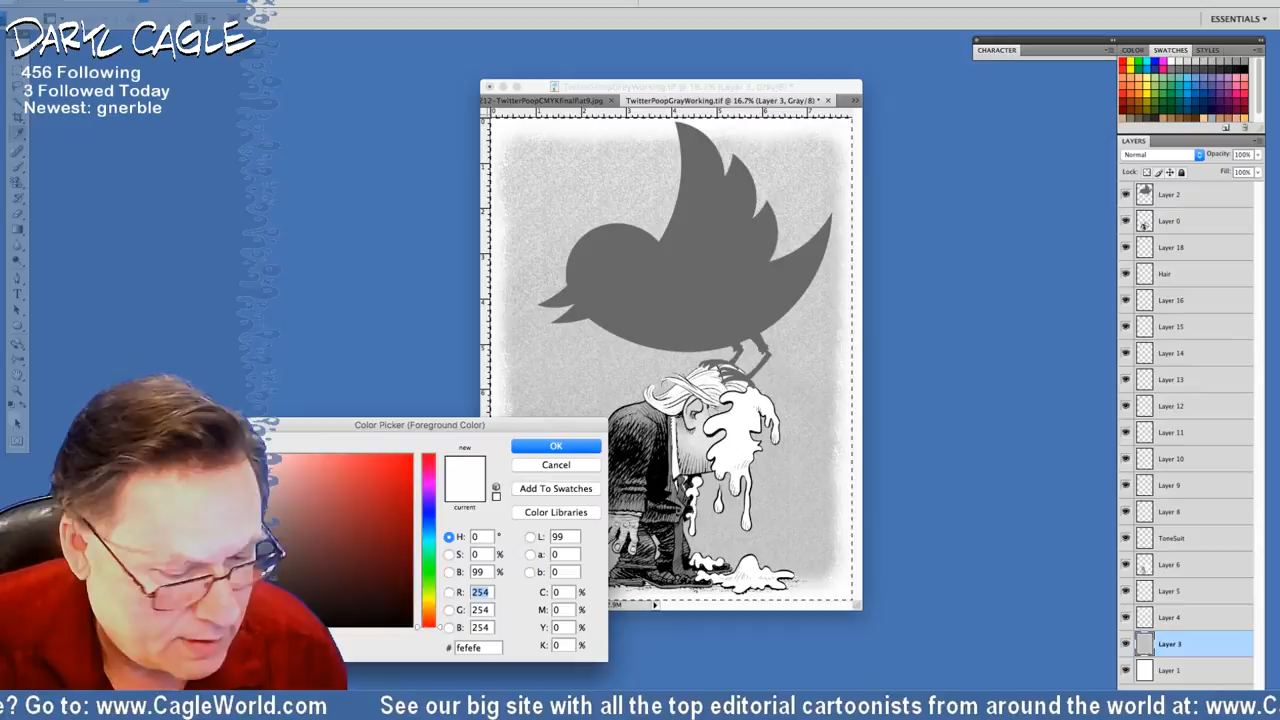 ESSENTIALS
DARYL CAGLE
456 Following
3 Followed Today
Newest: gnerble
CHARACTER
COLOR SWATCHES STYLES
212-TwitterPoopCMYKfinalflat9.jpg
TwitterPoopGrayWorking.tif @ 16.7% (Layer 3, Gray/8) *
LAYERS
Normal Opacity: 100%
Lock: Fill: 100%
Layer 2
Layer 0
Layer 18
Hair
Layer 16
Layer 15
Layer 14
Layer 13
Layer 12
Layer 11
Layer 10
Layer 9
Layer 8
ToneSuit
Layer 6
Layer 5
Layer 4
Layer 3
Layer 1
Color Picker (Foreground Color)
new
current
OK
Cancel
Add To Swatches
Color Libraries
H: 0 ° L: 99
S: 0 % a: 0
B: 99 % b: 0
R: 254 C: 0 %
G: 254 M: 0 %
B: 254 Y: 0 %
# fefefe K: 0 %
e? Go to: www.CagleWorld.com See our big site with all the top editorial cartoonists from around the world at: www.C